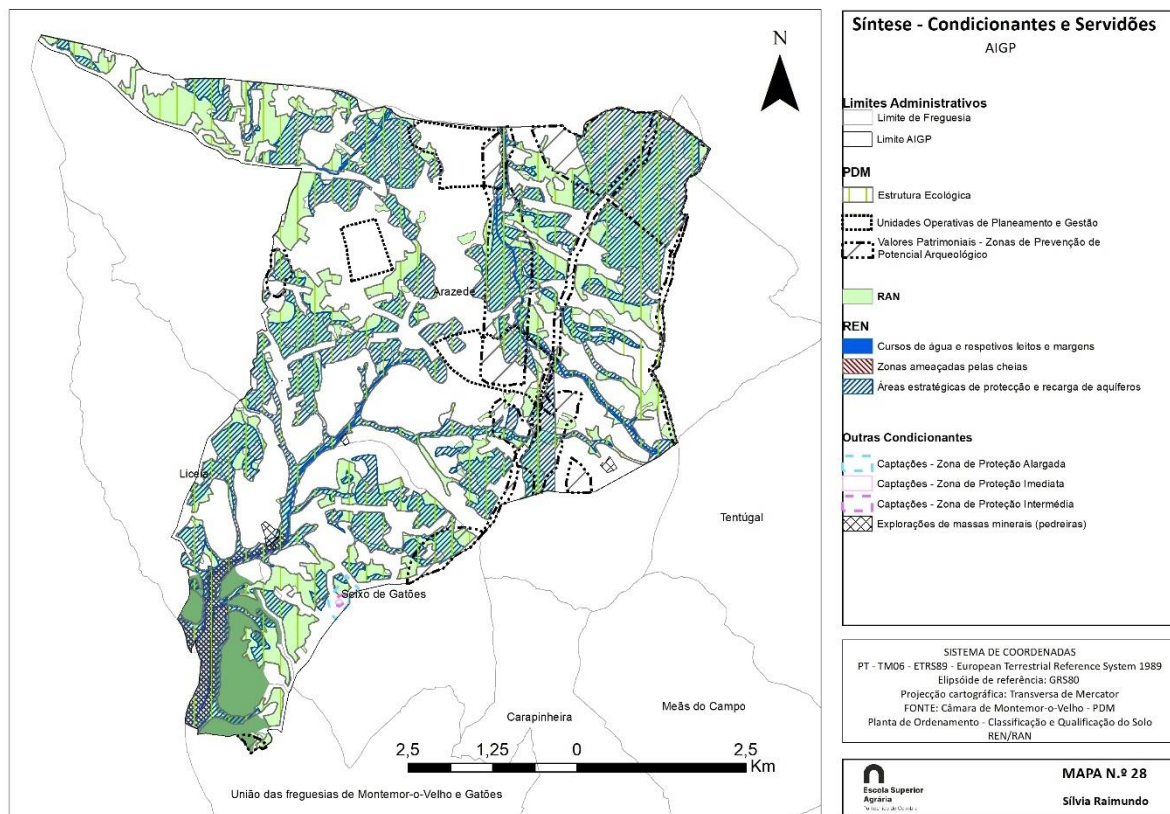 N
Arazede
Liceia
Seixo de Gatões
Tentúgal
Meãs do Campo
Carapinheira
União das freguesias de Montemor-o-Velho e Gatões
2,5 1,25 0 2,5
Km
Síntese - Condicionantes e Servidões
AIGP
Limites Administrativos
Limite de Freguesia
Limite AIGP
PDM
Estrutura Ecológica
Unidades Operativas de Planeamento e Gestão
Valores Patrimoniais - Zonas de Prevenção de
Potencial Arqueológico
RAN
REN
Cursos de água e respetivos leitos e margens
Zonas ameaçadas pelas cheias
Áreas estratégicas de protecção e recarga de aquíferos
Outras Condicionantes
Captações - Zona de Proteção Alargada
Captações - Zona de Proteção Imediata
Captações - Zona de Proteção Intermédia
Explorações de massas minerais (pedreiras)
SISTEMA DE COORDENADAS
PT - TM06 - ETRS89 - European Terrestrial Reference System 1989
Elipsóide de referência: GRS80
Projecção cartográfica: Transversa de Mercator
FONTE: Câmara de Montemor-o-Velho - PDM
Planta de Ordenamento - Classificação e Qualificação do Solo
REN/RAN
Escola Superior
Agrária
MAPA N.º 28
Sílvia Raimundo